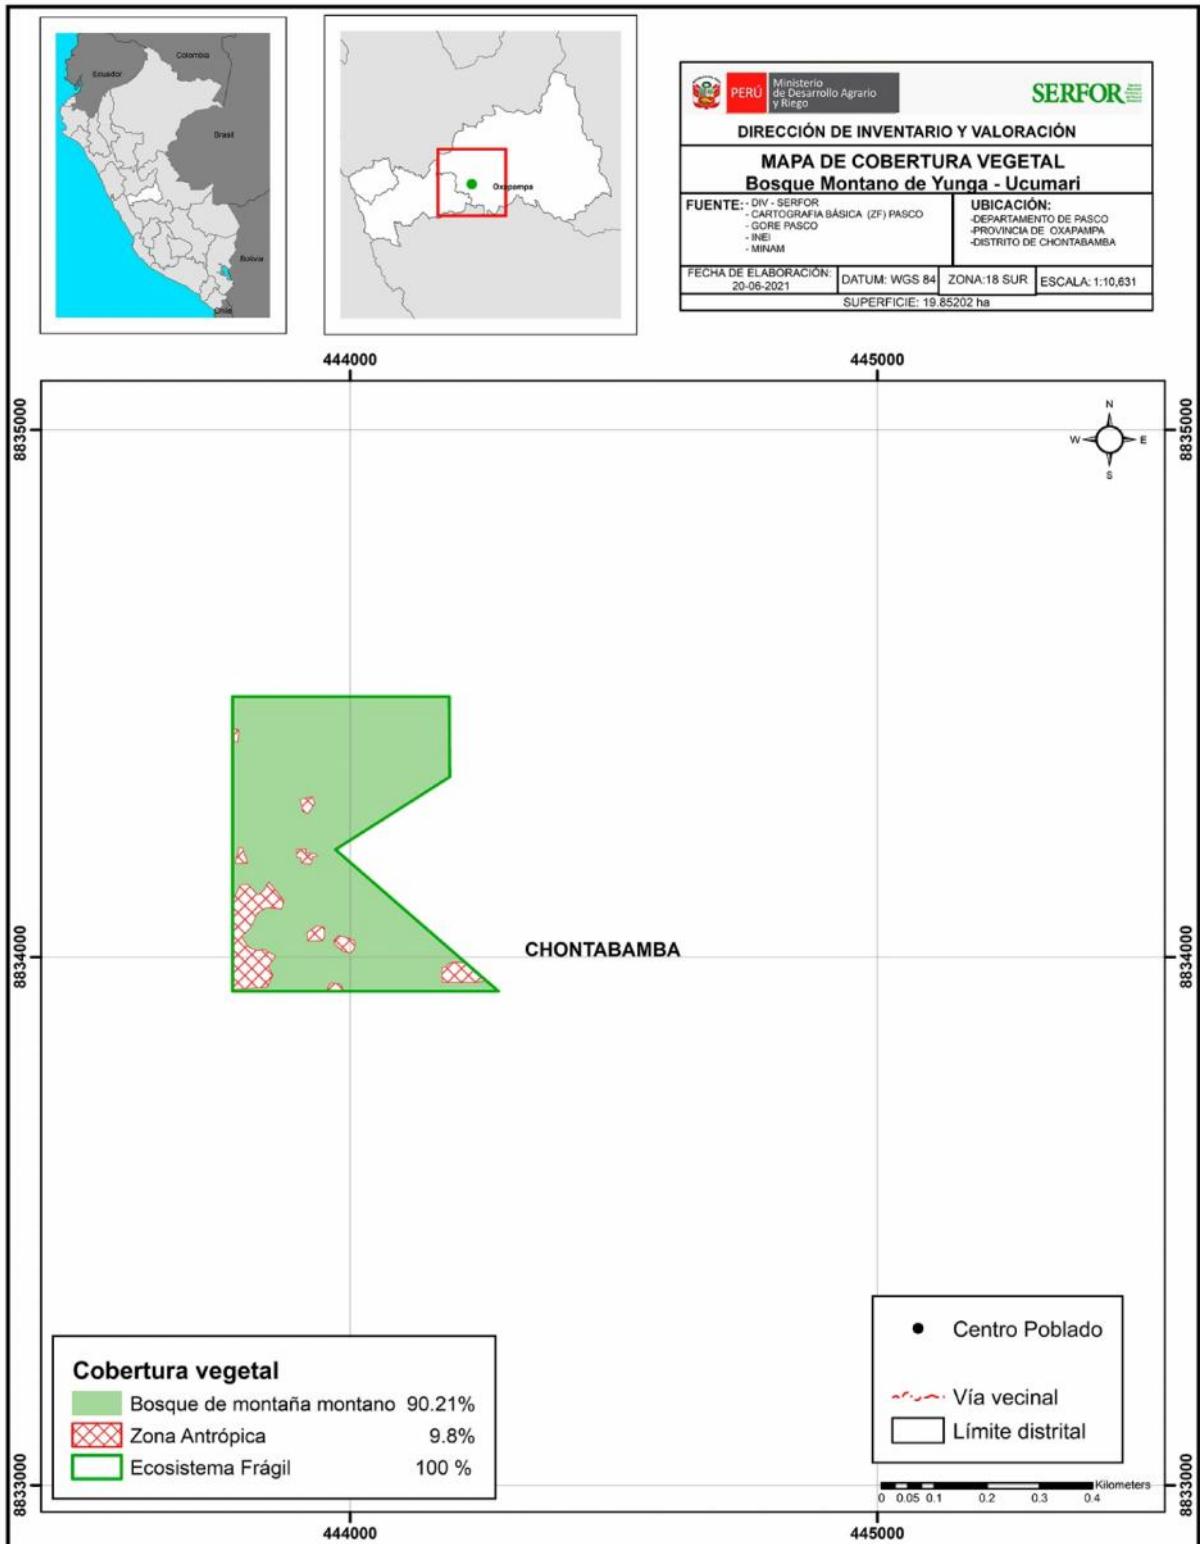 Colombia
Ecuador
Brasil
Bolivia
Chile
Oxapampa
PERÚ
Ministerio
de Desarrollo Agrario
y Riego
SERFOR
DIRECCIÓN DE INVENTARIO Y VALORACIÓN
MAPA DE COBERTURA VEGETAL
Bosque Montano de Yunga - Ucumari
FUENTE: - DIV - SERFOR
- CARTOGRAFIA BÁSICA (ZF) PASCO
- GORE PASCO
- INEI
- MINAM
UBICACIÓN:
-DEPARTAMENTO DE PASCO
-PROVINCIA DE OXAPAMPA
-DISTRITO DE CHONTABAMBA
FECHA DE ELABORACIÓN:
20-06-2021
DATUM: WGS 84
ZONA:18 SUR
ESCALA: 1:10,631
SUPERFICIE: 19.85202 ha
444000
445000
8835000
8835000
N
W
E
S
CHONTABAMBA
8834000
8834000
Cobertura vegetal
Bosque de montaña montano 90.21%
Zona Antrópica 9.8%
Ecosistema Frágil 100 %
Centro Poblado
Vía vecinal
Límite distrital
8833000
8833000
Kilometers
0 0.05 0.1 0.2 0.3 0.4
444000
445000